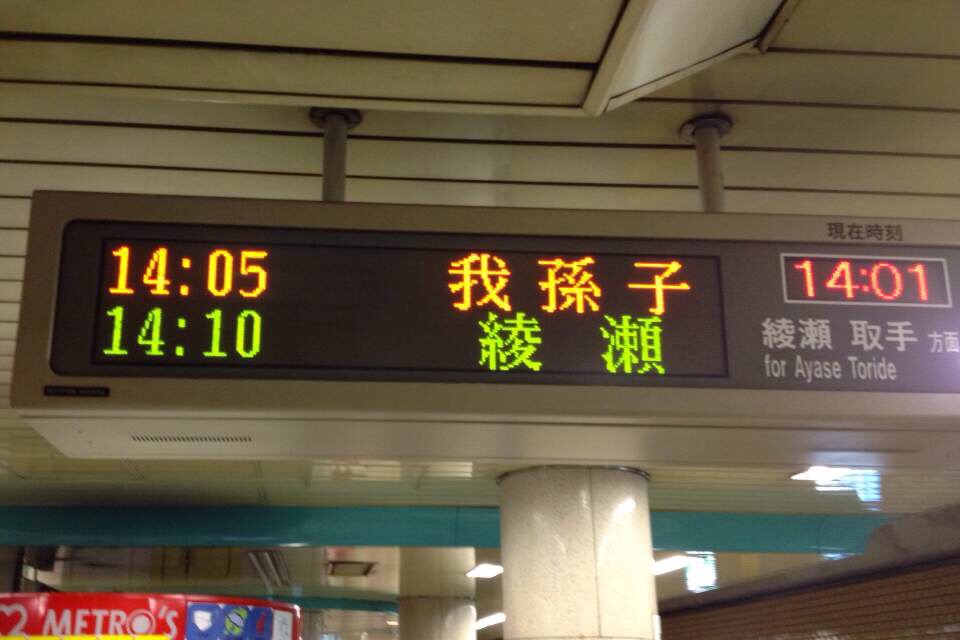 14:05 我孫子
14:10 綾瀬
現在時刻
14:01
綾瀬 取手 方面
for Ayase Toride
METRO'S